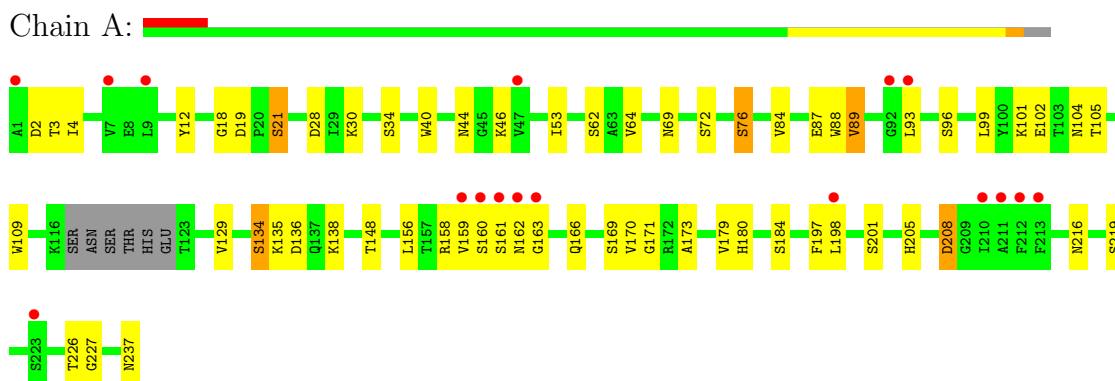 Chain A:
A1 D2 T3 I4 V7 E8 L9 Y12 G18 D19 P20 S21 D28 I29 K30 S34 W40 N44 G45 K46 V47 I53 S62 A63 V64 N69 S72 S76 V84 E87 W88 V89 G92 L93 S96 L99 Y100 K101 E102 T103 N104 T105
W109 K116 SER ASN SER THR HIS GLU T123 V129 S134 K135 D136 Q137 K138 T148 L156 T157 R158 V159 S160 S161 N162 G163 Q166 S169 V170 G171 R172 A173 V179 H180 S184 F197 L198 S201 H205 D208 G209 I210 A211 F212 F213 N216
S223 T226 G227 N237